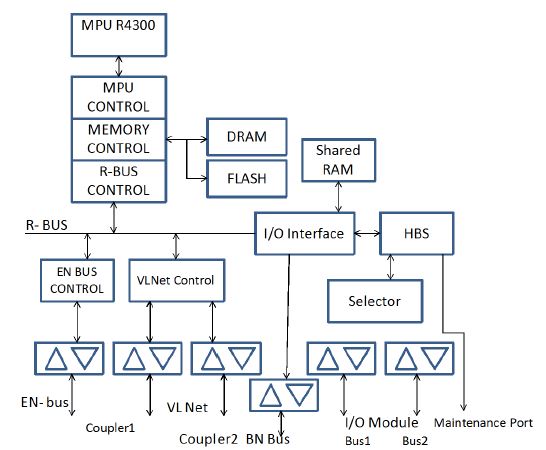 MPU R4300
MPU
CONTROL
MEMORY
CONTROL
R-BUS
CONTROL
DRAM
FLASH
Shared
RAM
R- BUS
I/O Interface
HBS
EN BUS
CONTROL
VLNet Control
Selector
EN- bus
Coupler1
VL Net
Coupler2
BN Bus
I/O Module
Bus1
Bus2
Maintenance Port